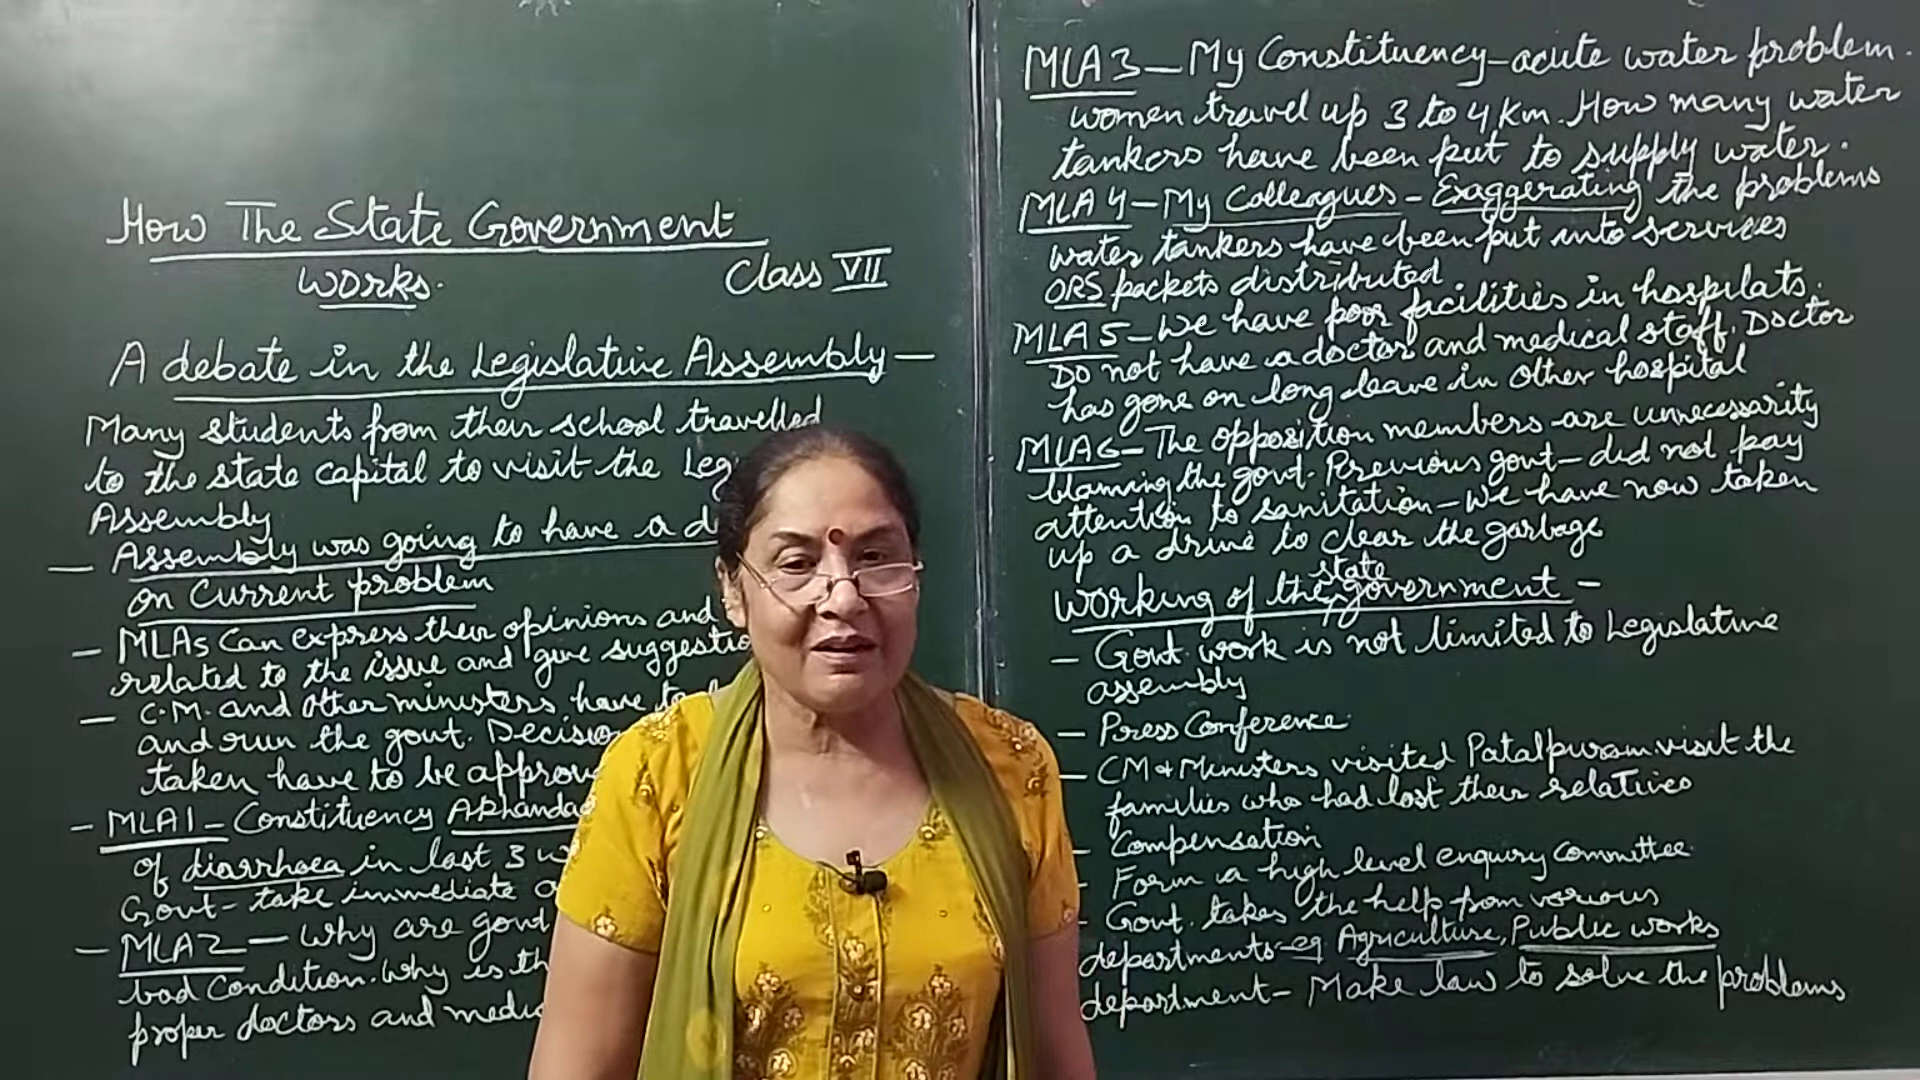 How The State Government
Works.
Class VII
A debate in the Legislative Assembly —
Many students from their school travelled
to the state capital to visit the
Assembly
— Assembly was going to have a
on current problem
— MLAs can express their opinions and
related to the issue and give
— C.M. and other ministers have to
and run the govt.
taken have to be
- MLA1 - Constituency
of diarrhoea in last 3
Govt - take immediate
- MLA2 - Why are
bad condition. Why is
proper doctors and
MLA3 - My Constituency - acute water problem.
women travel up 3 to 4 km. How many water
tankers have been put to supply water.
MLA4 - My Colleagues - Exaggerating the problems
water tankers have been put into services
ORS packets distributed
MLA5 - We have poor facilities in hospitals.
Do not have a doctor and medical staff. Doctor
has gone on long leave in other hospital
MLA6 - The opposition members are unnecessarity
blaming the govt. Previous govt - did not pay
attention to sanitation - we have now taken
up a drive to clear the garbage
Working of the state government -
- Govt. work is not limited to Legislative
assembly
- Press Conference
- CM & Ministers visited Patalpuram visit the
families who had lost their relatives
- Compensation
- Form a high level enquiry committee
- Govt. takes the help from various
departments - eg Agriculture, Public works
department - Make law to solve the problems